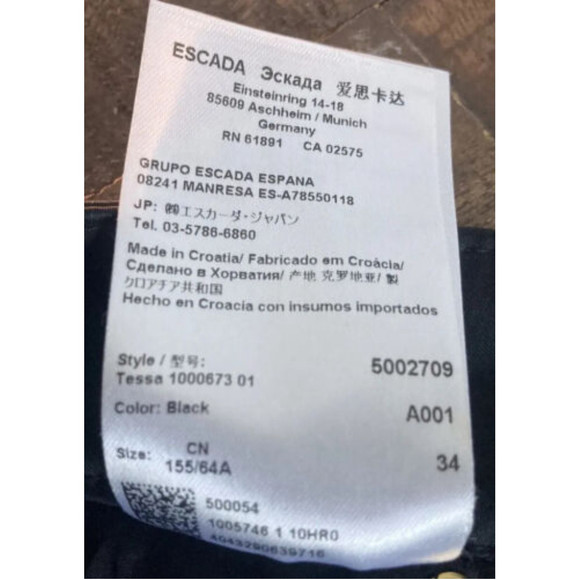 ESCADA Эскада 爱思卡达
Einsteinring 14-18
85609 Aschheim / Munich
Germany
RN 61891 CA 02575
GRUPO ESCADA ESPANA
08241 MANRESA ES-A78550118
JP: ㈱エスカーダ・ジャパン
Tel. 03-5786-6860
Made in Croatia/ Fabricado em Croàcia/
Сделано в Хорватия/ 产地 克罗地亚/ 製
クロアチア共和国
Hecho en Croacia con insumos importados
Style / 型号: 5002709
Tessa 1000673 01
Color: Black A001
Size: CN 34
155/64A
500054
1005746 1 10HR0
4043290639716